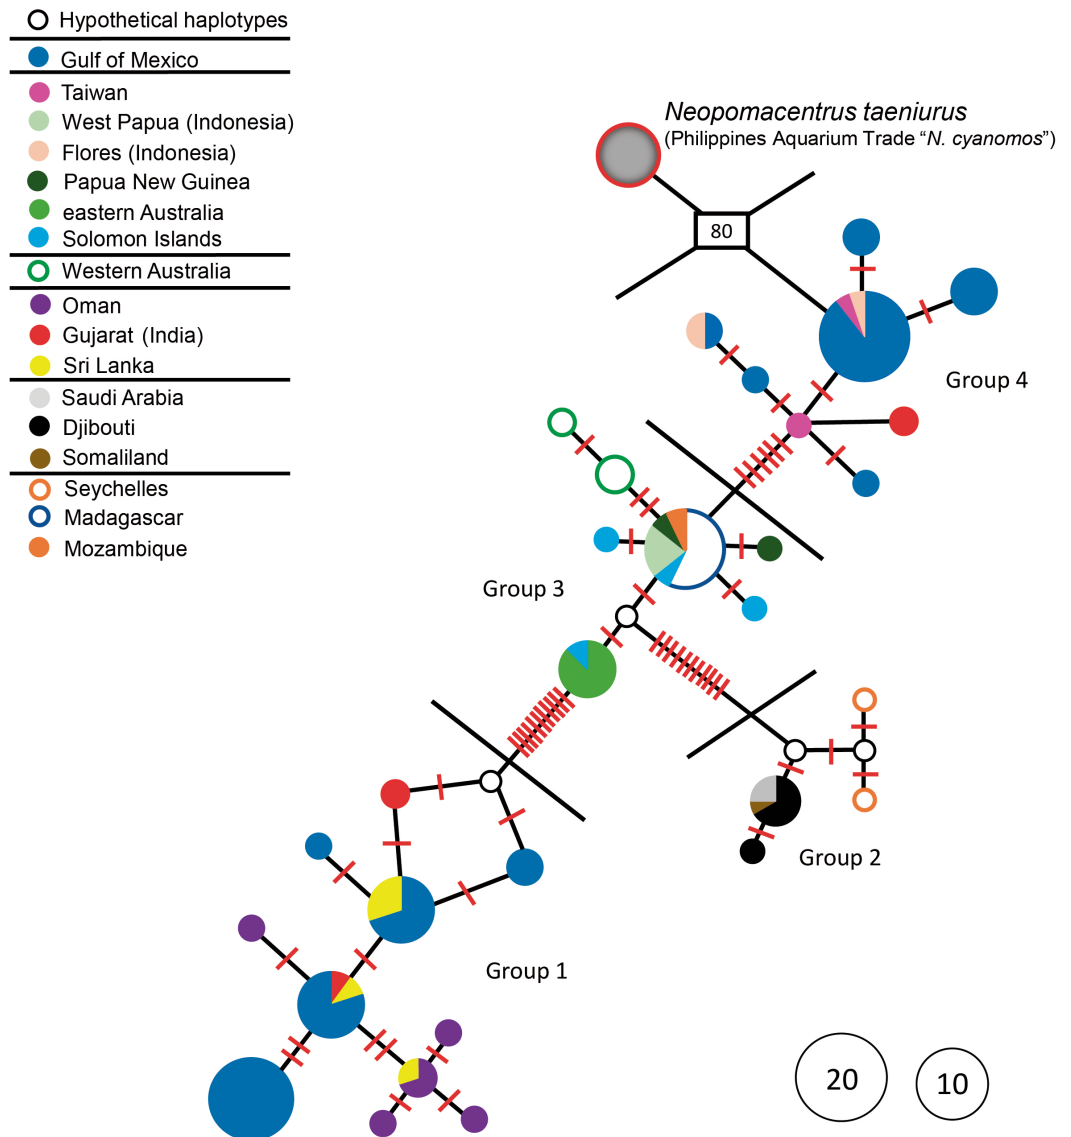 Hypothetical haplotypes
Gulf of Mexico
Taiwan
West Papua (Indonesia)
Flores (Indonesia)
Papua New Guinea
eastern Australia
Solomon Islands
Western Australia
Oman
Gujarat (India)
Sri Lanka
Saudi Arabia
Djibouti
Somaliland
Seychelles
Madagascar
Mozambique
Neopomacentrus taeniurus
(Philippines Aquarium Trade “N. cyanomos”)
80
Group 4
Group 3
Group 2
Group 1
20
10